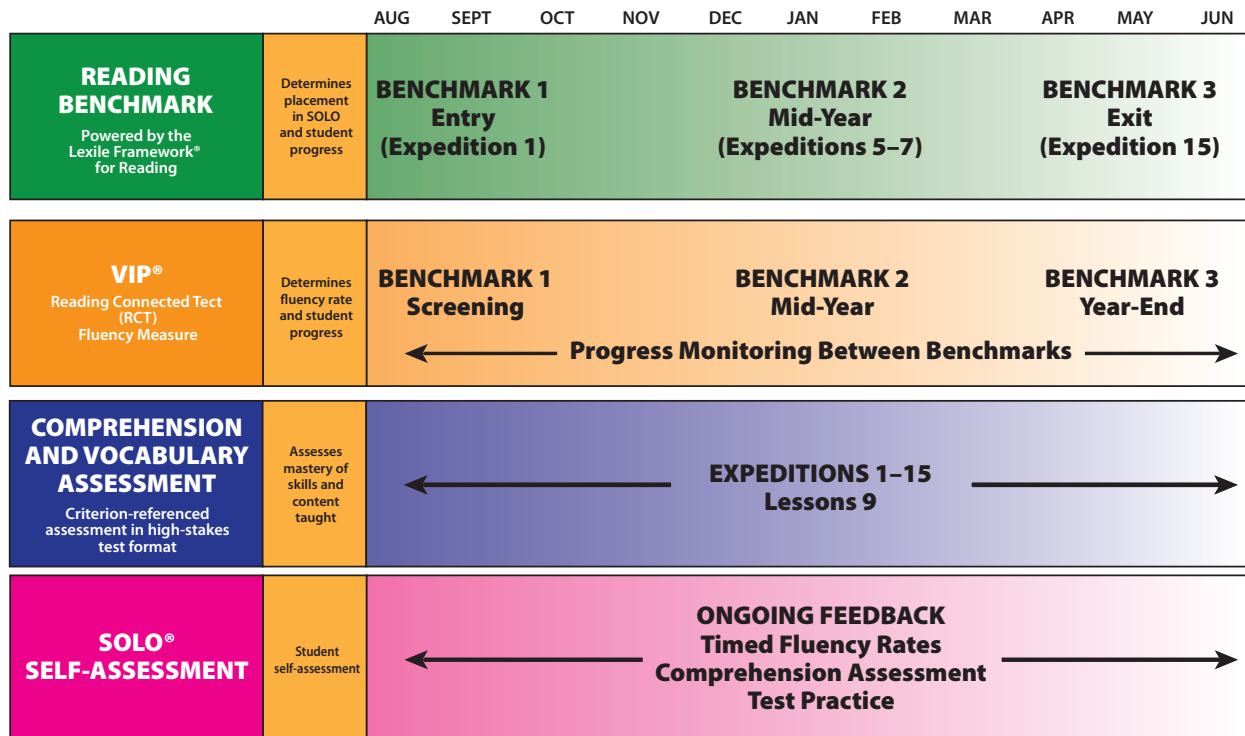 AUG SEPT OCT NOV DEC JAN FEB MAR APR MAY JUN
READING
BENCHMARK
Powered by the
Lexile Framework®
for Reading
Determines
placement
in SOLO
and student
progress
BENCHMARK 1
Entry
(Expedition 1)
BENCHMARK 2
Mid-Year
(Expeditions 5–7)
BENCHMARK 3
Exit
(Expedition 15)
VIP®
Reading Connected Tect
(RCT)
Fluency Measure
Determines
fluency rate
and student
progress
BENCHMARK 1
Screening
BENCHMARK 2
Mid-Year
BENCHMARK 3
Year-End
Progress Monitoring Between Benchmarks
COMPREHENSION
AND VOCABULARY
ASSESSMENT
Criterion-referenced
assessment in high-stakes
test format
Assesses
mastery of
skills and
content
taught
EXPEDITIONS 1–15
Lessons 9
SOLO®
SELF-ASSESSMENT
Student
self-assessment
ONGOING FEEDBACK
Timed Fluency Rates
Comprehension Assessment
Test Practice